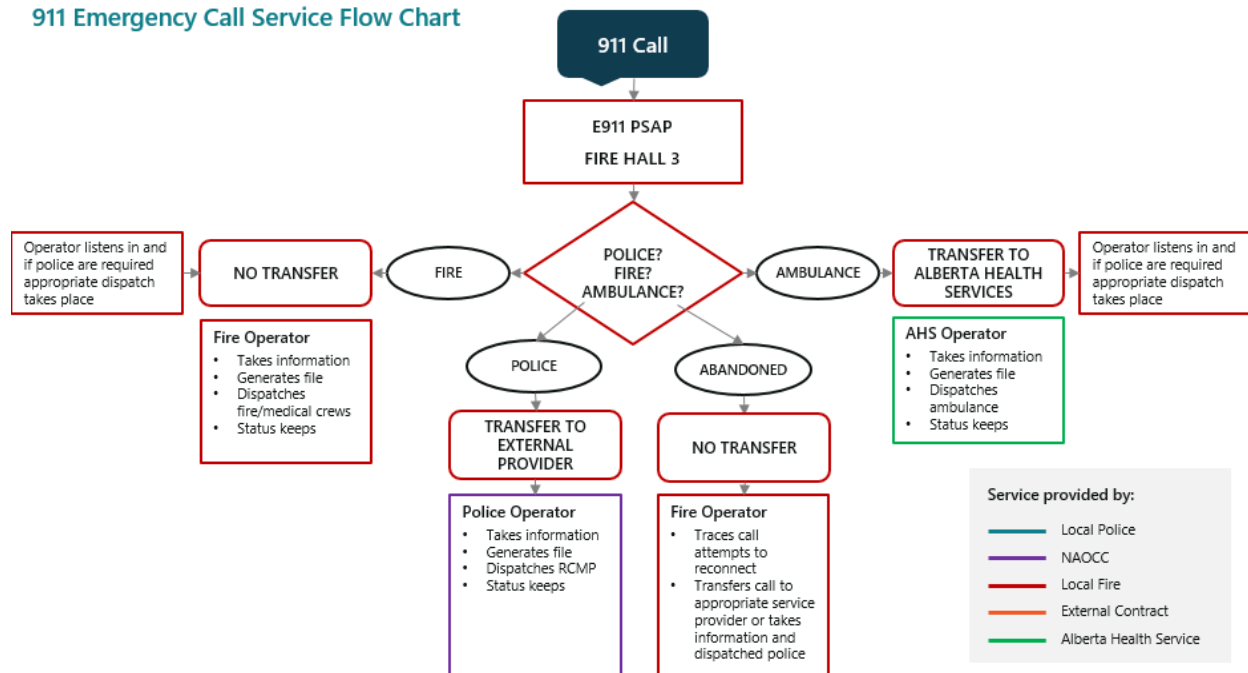 911 Emergency Call Service Flow Chart
911 Call
E911 PSAP
FIRE HALL 3
POLICE?
FIRE?
AMBULANCE?
Operator listens in and
if police are required
appropriate dispatch
takes place
NO TRANSFER
FIRE
AMBULANCE
TRANSFER TO
ALBERTA HEALTH
SERVICES
Operator listens in and
if police are required
appropriate dispatch
takes place
Fire Operator
• Takes information
• Generates file
• Dispatches
fire/medical crews
• Status keeps
POLICE
ABANDONED
AHS Operator
• Takes information
• Generates file
• Dispatches
ambulance
• Status keeps
TRANSFER TO
EXTERNAL
PROVIDER
NO TRANSFER
Police Operator
• Takes information
• Generates file
• Dispatches RCMP
• Status keeps
Fire Operator
• Traces call
attempts to
reconnect
• Transfers call to
appropriate service
provider or takes
information and
dispatched police
Service provided by:
Local Police
NAOCC
Local Fire
External Contract
Alberta Health Service